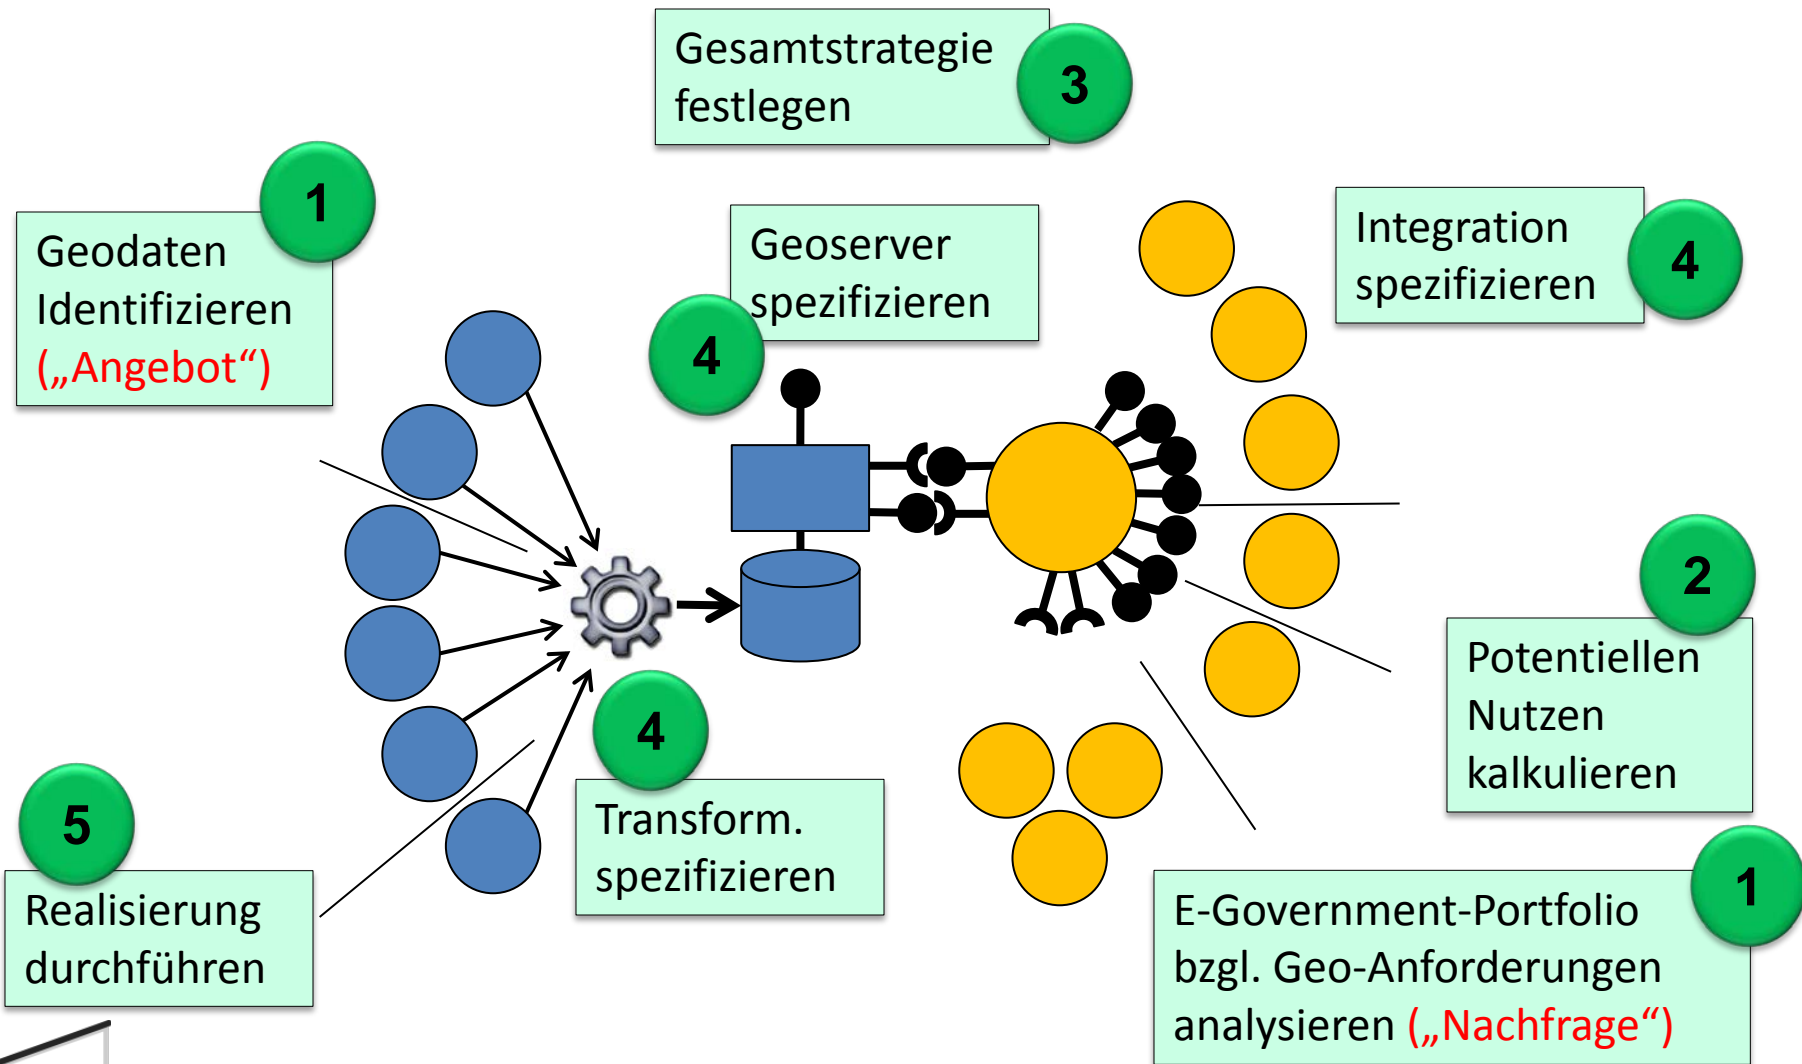 Gesamtstrategie
festlegen
3
1
Geodaten
Identifizieren
(„Angebot“)
Geoserver
spezifizieren
4
Integration
spezifizieren
4
2
Potentiellen
Nutzen
kalkulieren
4
Transform.
spezifizieren
5
Realisierung
durchführen
1
E-Government-Portfolio
bzgl. Geo-Anforderungen
analysieren („Nachfrage“)